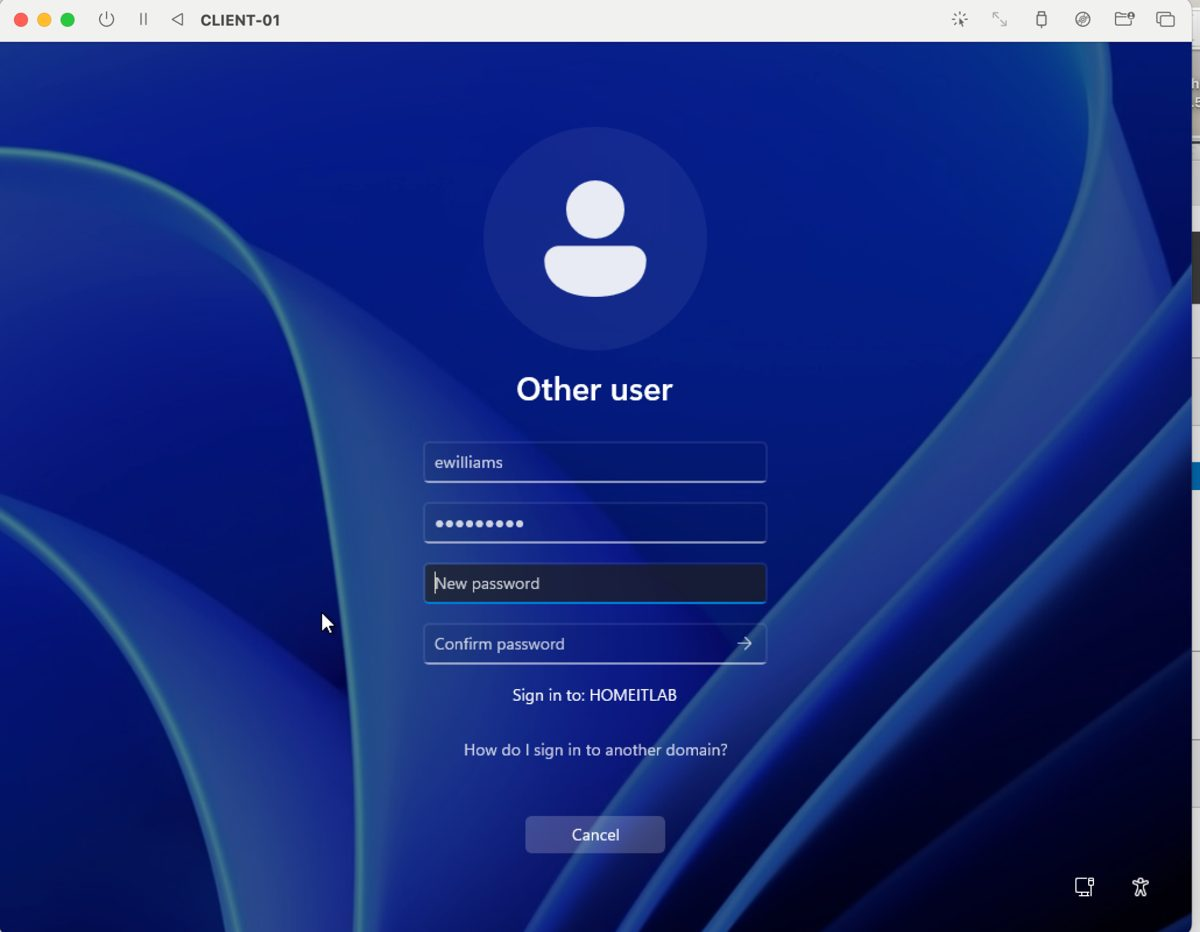 CLIENT-01
Other user
ewilliams
New password
Confirm password
Sign in to: HOMEITLAB
How do I sign in to another domain?
Cancel